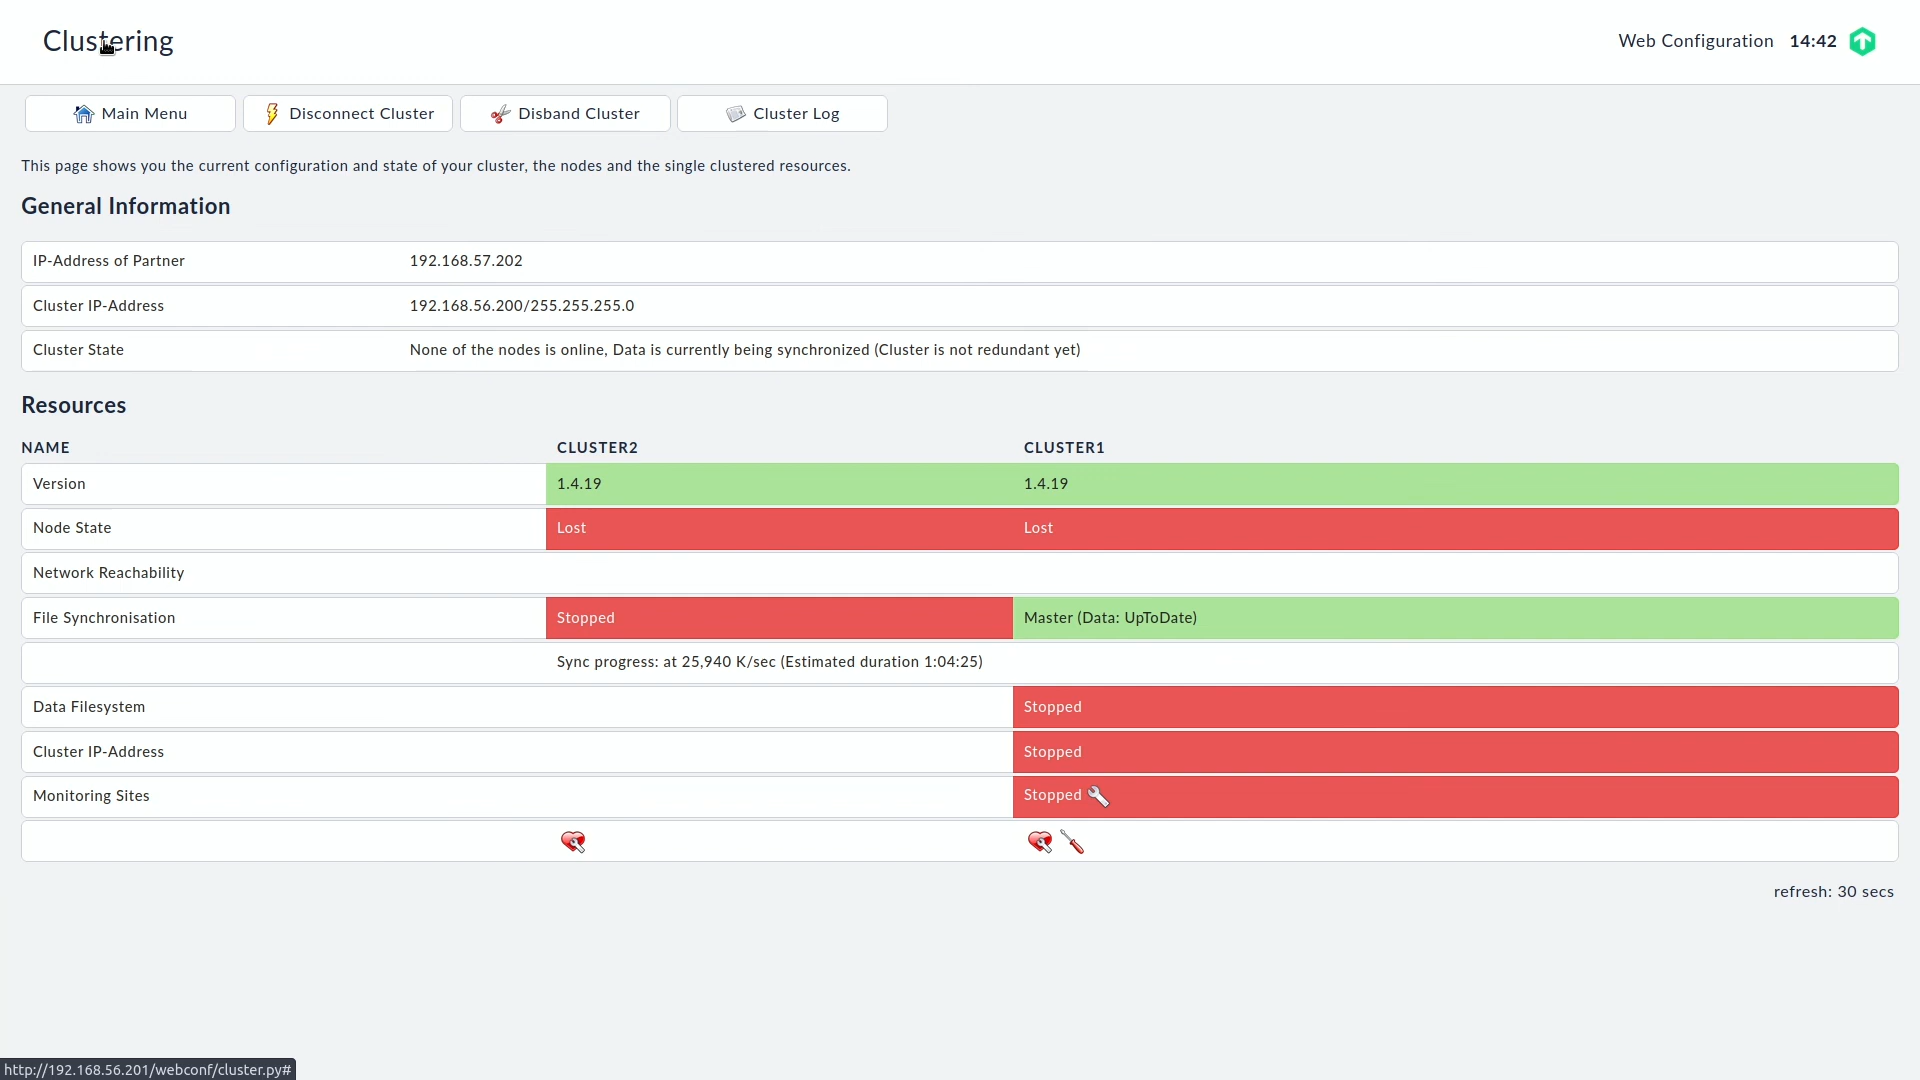 Clustering
Web Configuration 14:42
Main Menu Disconnect Cluster Disband Cluster Cluster Log
This page shows you the current configuration and state of your cluster, the nodes and the single clustered resources.
General Information
IP-Address of Partner 192.168.57.202
Cluster IP-Address 192.168.56.200/255.255.255.0
Cluster State None of the nodes is online, Data is currently being synchronized (Cluster is not redundant yet)
Resources
NAME CLUSTER2 CLUSTER1
Version 1.4.19 1.4.19
Node State Lost Lost
Network Reachability
File Synchronisation Stopped Master (Data: UpToDate)
Sync progress: at 25,940 K/sec (Estimated duration 1:04:25)
Data Filesystem Stopped
Cluster IP-Address Stopped
Monitoring Sites Stopped
refresh: 30 secs
http://192.168.56.201/webconf/cluster.py#